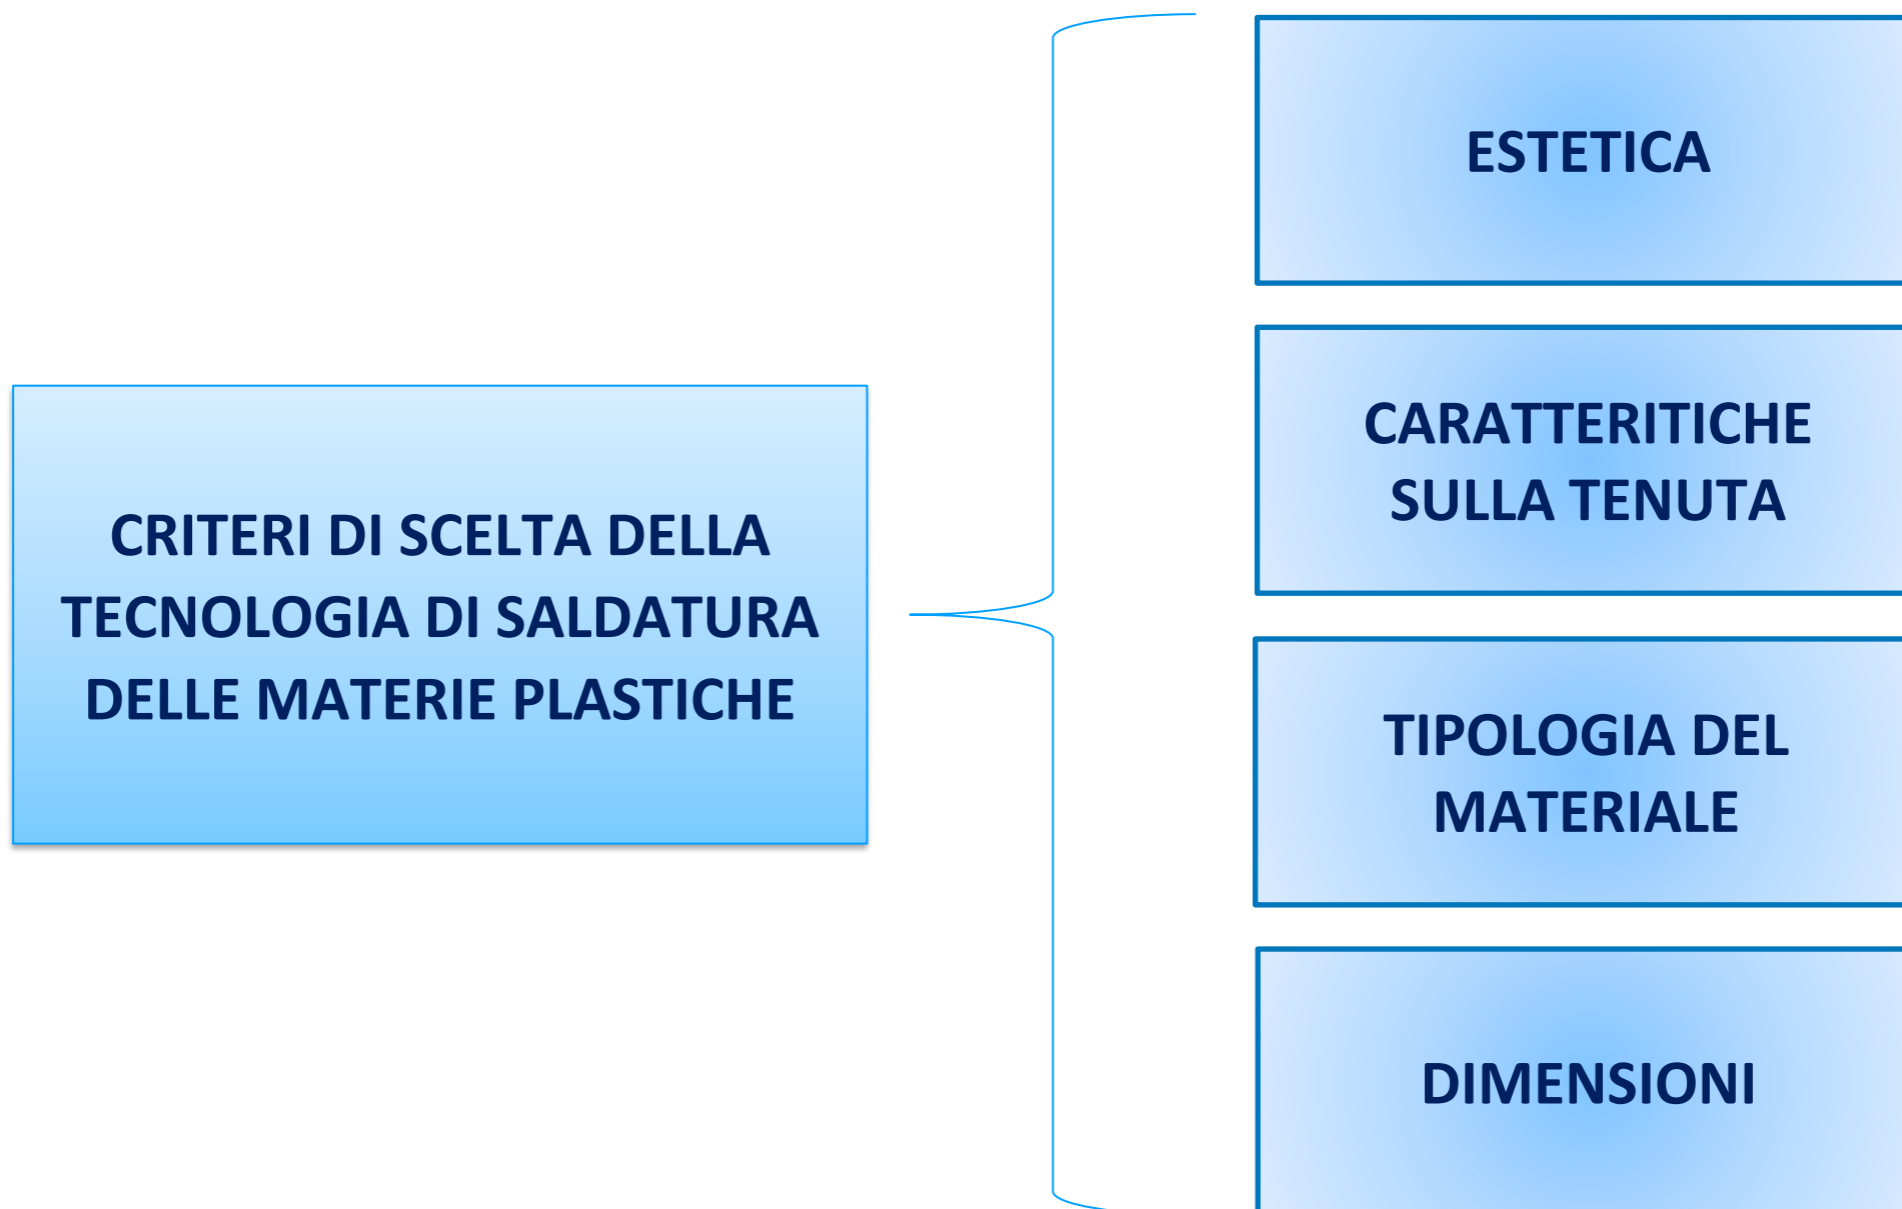 CRITERI DI SCELTA DELLA
TECNOLOGIA DI SALDATURA
DELLE MATERIE PLASTICHE
ESTETICA
CARATTERITICHE
SULLA TENUTA
TIPOLOGIA DEL
MATERIALE
DIMENSIONI